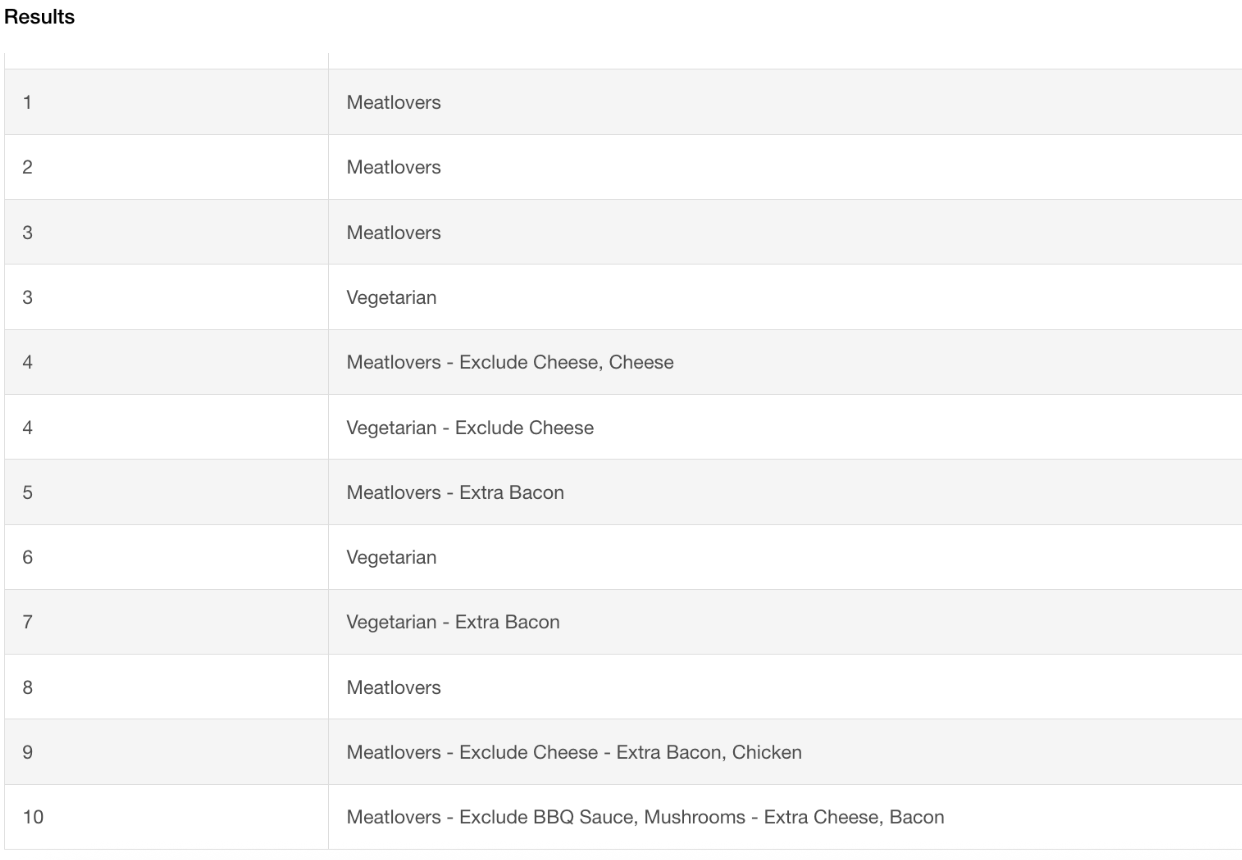 Results
1 Meatlovers
2 Meatlovers
3 Meatlovers
3 Vegetarian
4 Meatlovers - Exclude Cheese, Cheese
4 Vegetarian - Exclude Cheese
5 Meatlovers - Extra Bacon
6 Vegetarian
7 Vegetarian - Extra Bacon
8 Meatlovers
9 Meatlovers - Exclude Cheese - Extra Bacon, Chicken
10 Meatlovers - Exclude BBQ Sauce, Mushrooms - Extra Cheese, Bacon